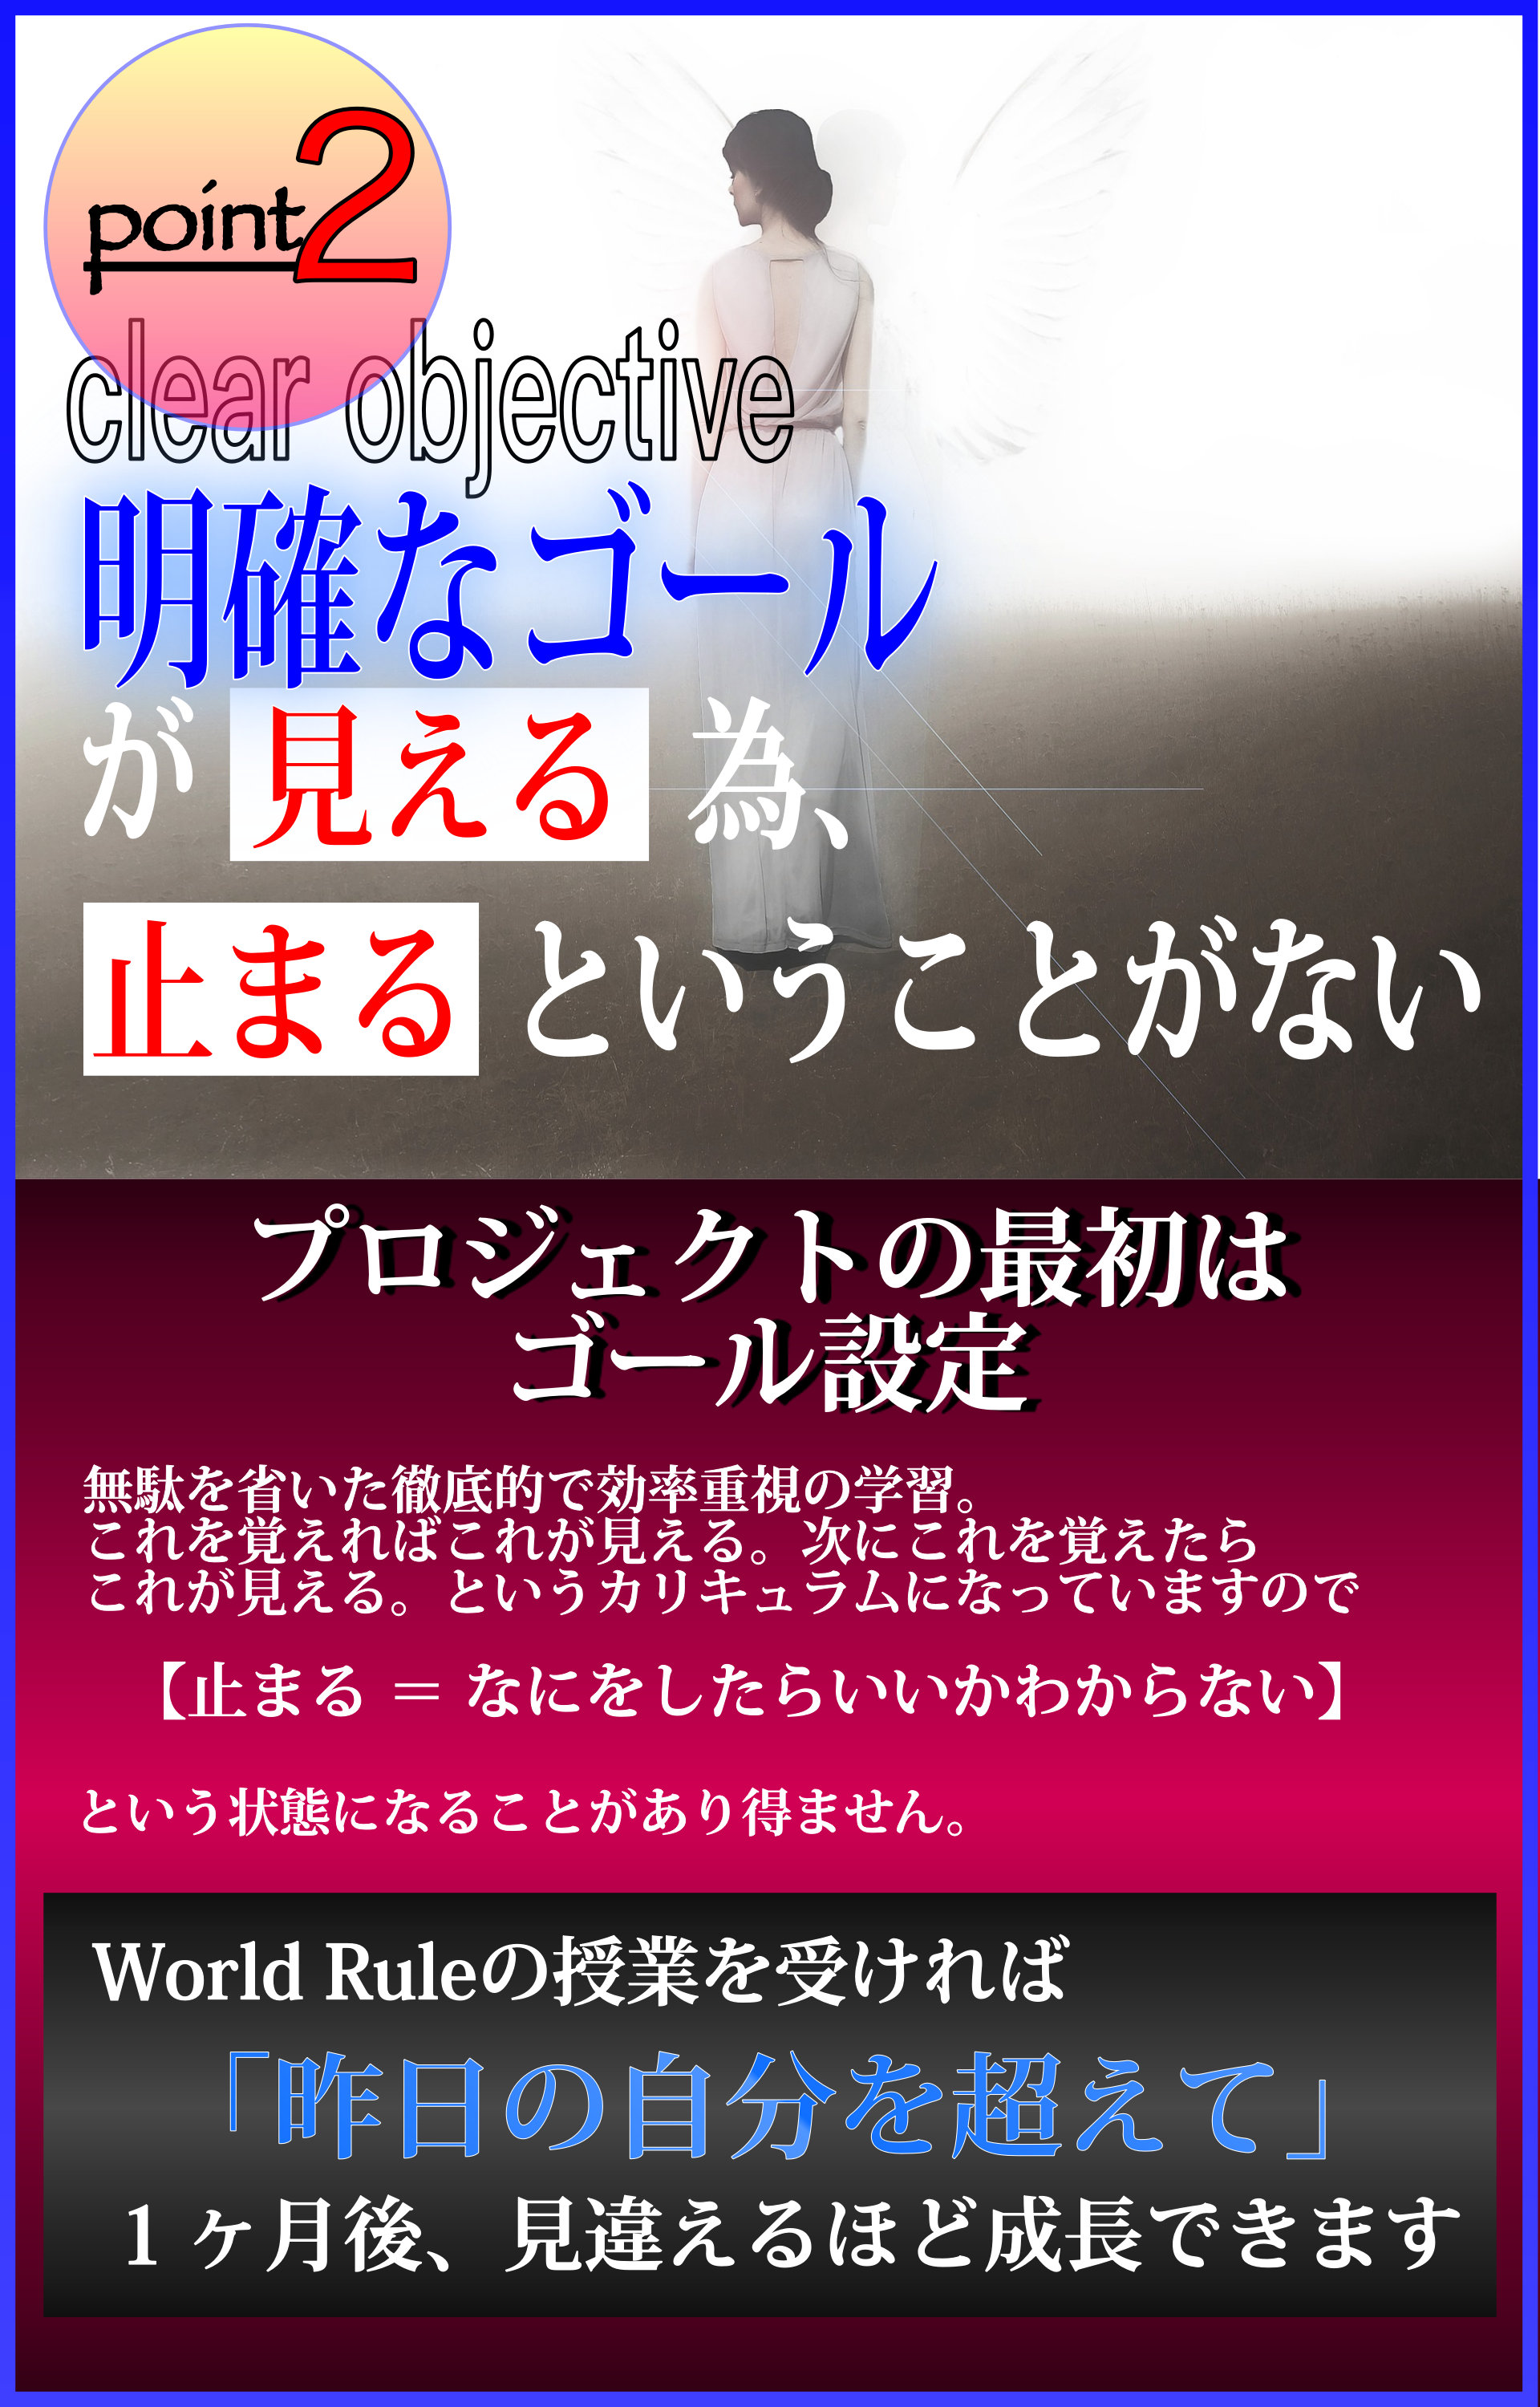 point2
clear objective
明確なゴール
が 見える 為、
止まる ということがない
プロジェクトの最初は
ゴール設定
無駄を省いた徹底的で効率重視の学習。
これを覚えればこれが見える。次にこれを覚えたら
これが見える。というカリキュラムになっていますので
【止まる ＝ なにをしたらいいかわからない】
という状態になることがあり得ません。
World Ruleの授業を受ければ
「昨日の自分を超えて」
1 ヶ月後、見違えるほど成長できます